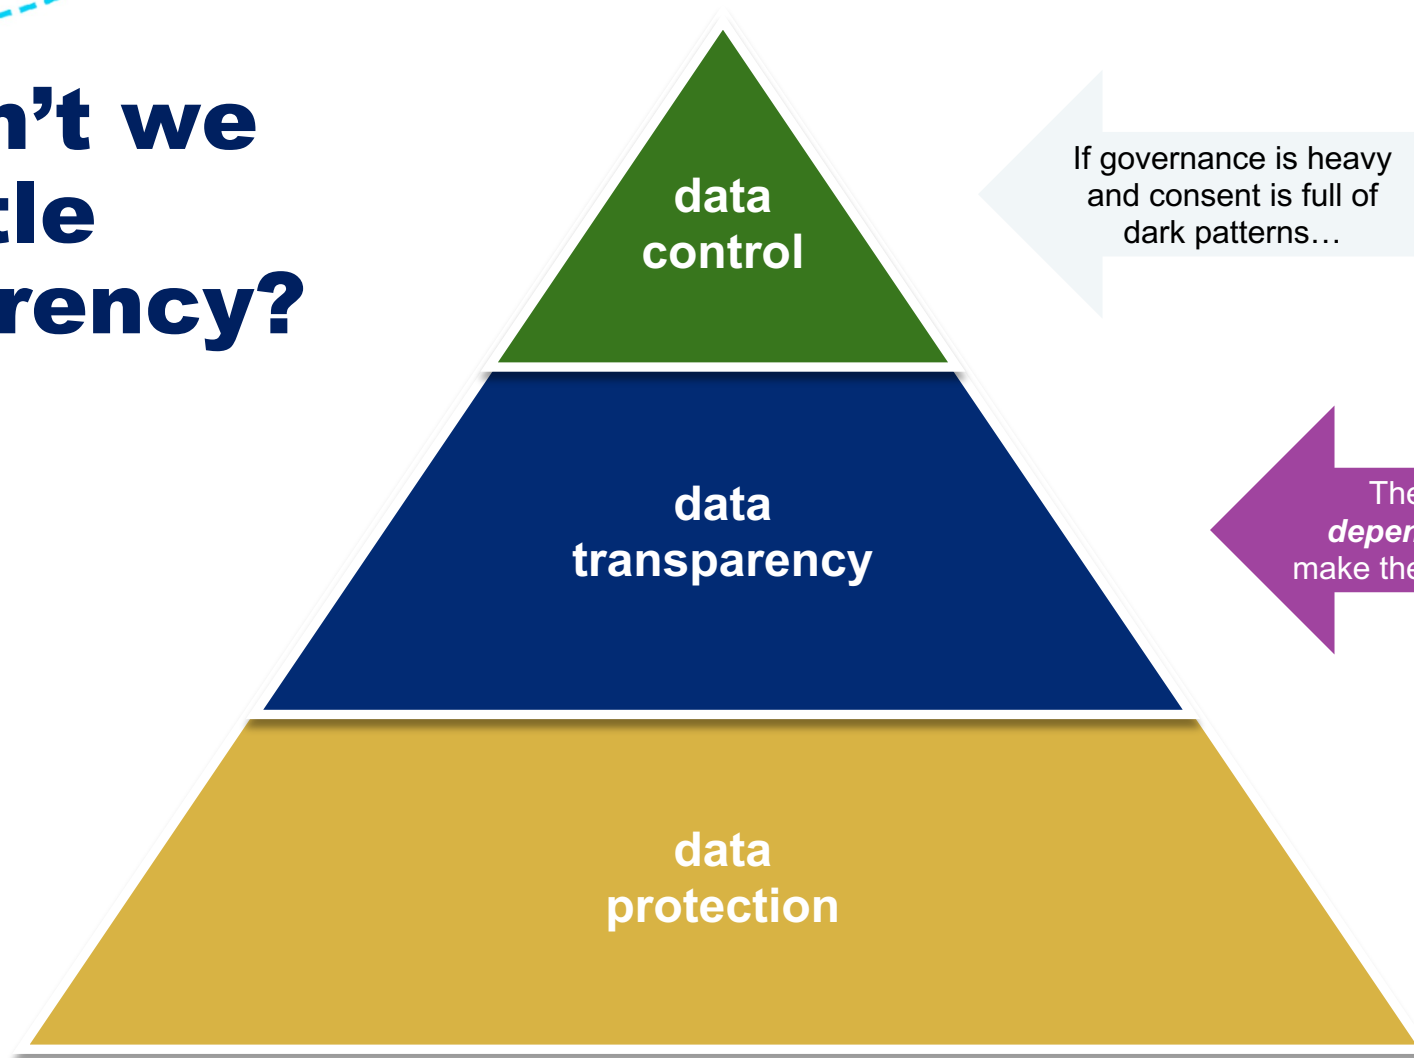 n’t we
tle
rency?
data
control
If governance is heavy
and consent is full of
dark patterns…
data
transparency
The
depen
make the
data
protection